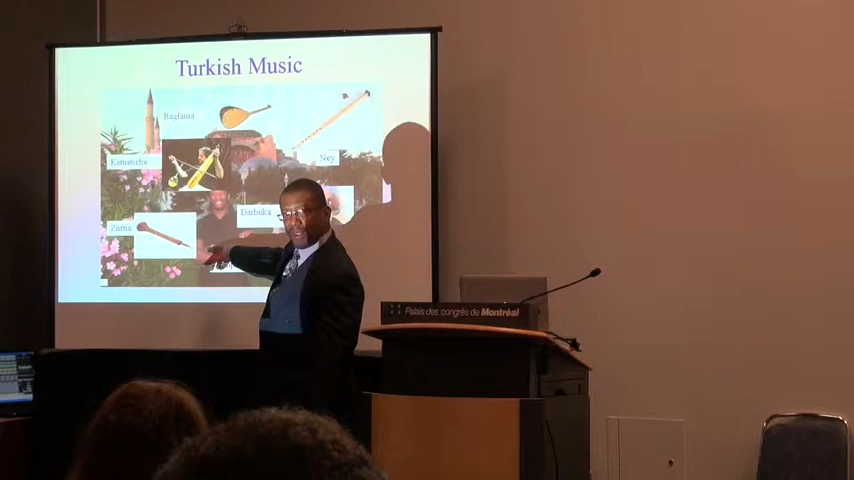 Turkish Music
Baglama
Ney
Kemenche
Darbuka
Zurna
Palais des congrès de Montréal